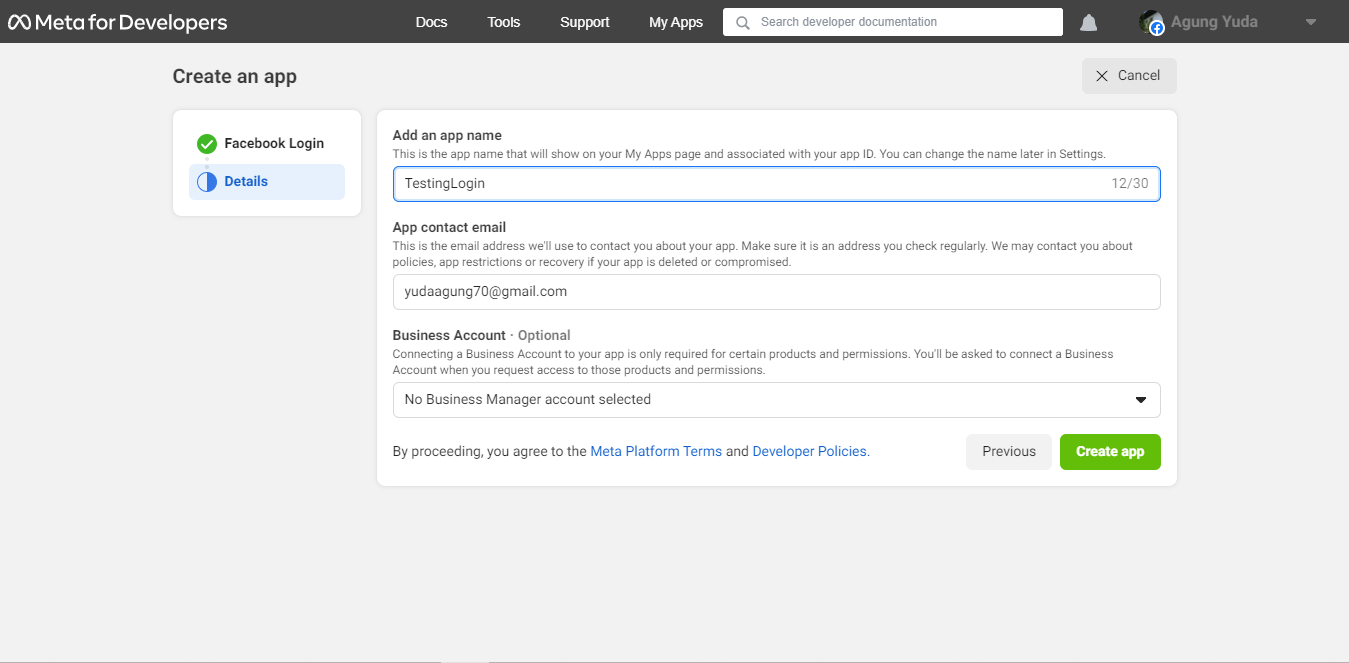 Meta for Developers
Docs
Tools
Support
My Apps
Search developer documentation
Agung Yuda
Create an app
Cancel
Facebook Login
Details
Add an app name
This is the app name that will show on your My Apps page and associated with your app ID. You can change the name later in Settings.
TestingLogin
12/30
App contact email
This is the email address we'll use to contact you about your app. Make sure it is an address you check regularly. We may contact you about
policies, app restrictions or recovery if your app is deleted or compromised.
yudaagung70@gmail.com
Business Account · Optional
Connecting a Business Account to your app is only required for certain products and permissions. You'll be asked to connect a Business
Account when you request access to those products and permissions.
No Business Manager account selected
By proceeding, you agree to the Meta Platform Terms and Developer Policies.
Previous
Create app